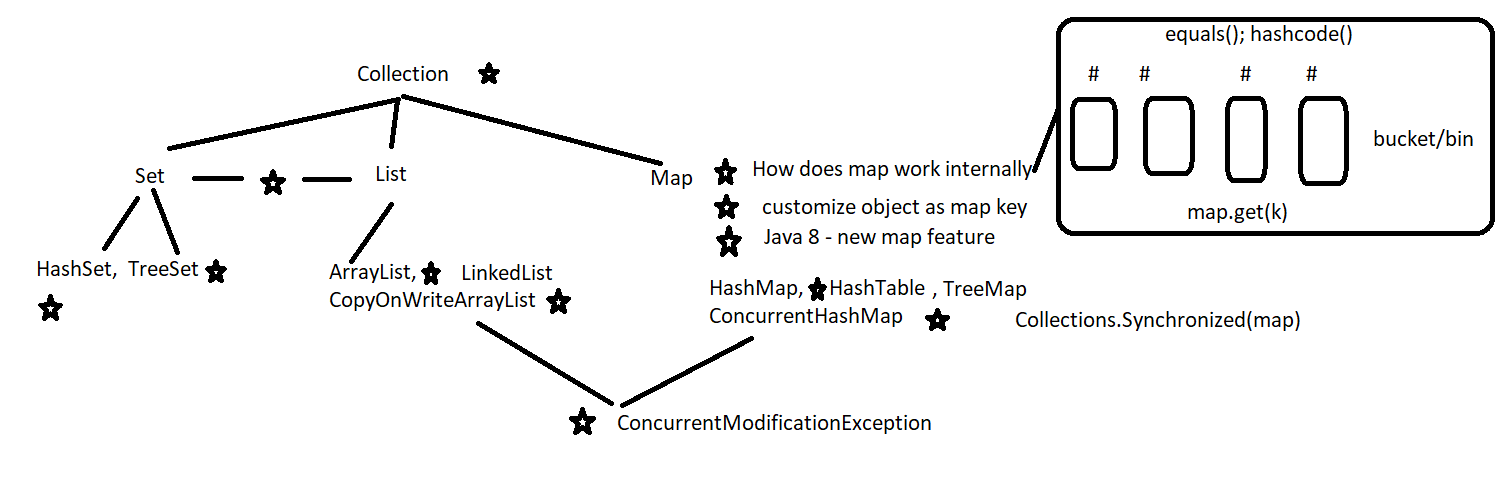 equals(); hashcode()
Collection
# # # #
bucket/bin
Set
List
Map
How does map work internally
customize object as map key
map.get(k)
Java 8 - new map feature
HashSet, TreeSet
ArrayList, LinkedList
CopyOnWriteArrayList
HashMap, HashTable , TreeMap
ConcurrentHashMap
Collections.Synchronized(map)
ConcurrentModificationException